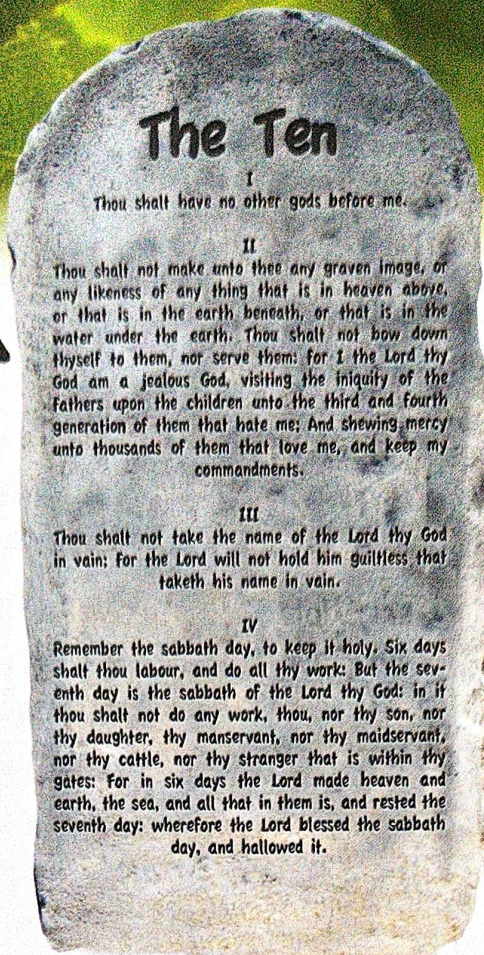 The Ten
I
Thou shalt have no other gods before me.
II
Thou shalt not make unto thee any graven image, or
any likeness of any thing that is in heaven above,
or that is in the earth beneath, or that is in the
water under the earth. Thou shalt not bow down
thyself to them, nor serve them: for I the Lord thy
God am a jealous God, visiting the iniquity of the
fathers upon the children unto the third and fourth
generation of them that hate me; And shewing mercy
unto thousands of them that love me, and keep my
commandments.
III
Thou shalt not take the name of the Lord thy God
in vain; for the Lord will not hold him guiltless that
taketh his name in vain.
IV
Remember the sabbath day, to keep it holy. Six days
shalt thou labour, and do all thy work: But the sev-
enth day is the sabbath of the Lord thy God: in it
thou shalt not do any work, thou, nor thy son, nor
thy daughter, thy manservant, nor thy maidservant,
nor thy cattle, nor thy stranger that is within thy
gates: For in six days the Lord made heaven and
earth, the sea, and all that in them is, and rested the
seventh day: wherefore the Lord blessed the sabbath
day, and hallowed it.